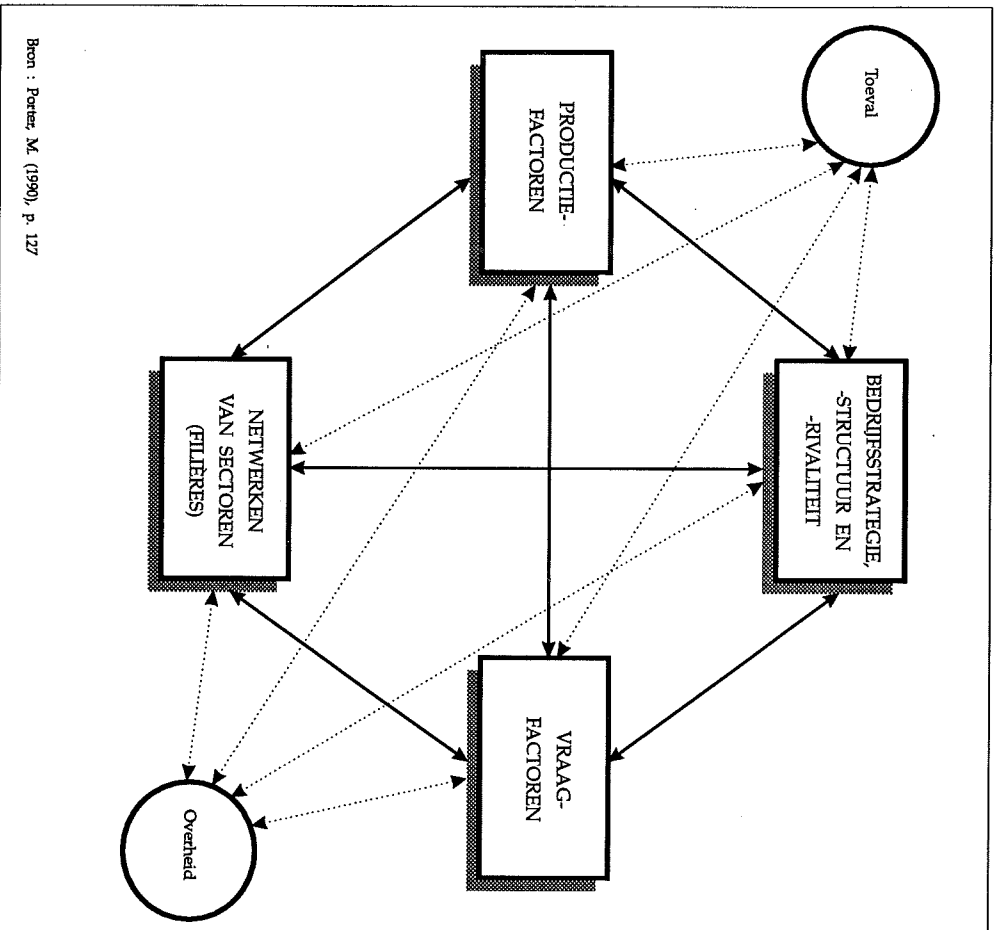 Toeval
BEDRIJFSSTRATEGIE,
-STRUCTUUR EN
-RIVALITEIT
PRODUCTIE-
FACTOREN
VRAAG-
FACTOREN
NETWERKEN
VAN SECTOREN
(FILIÈRES)
Overheid
Bron : Porter, M. (1990), p. 127